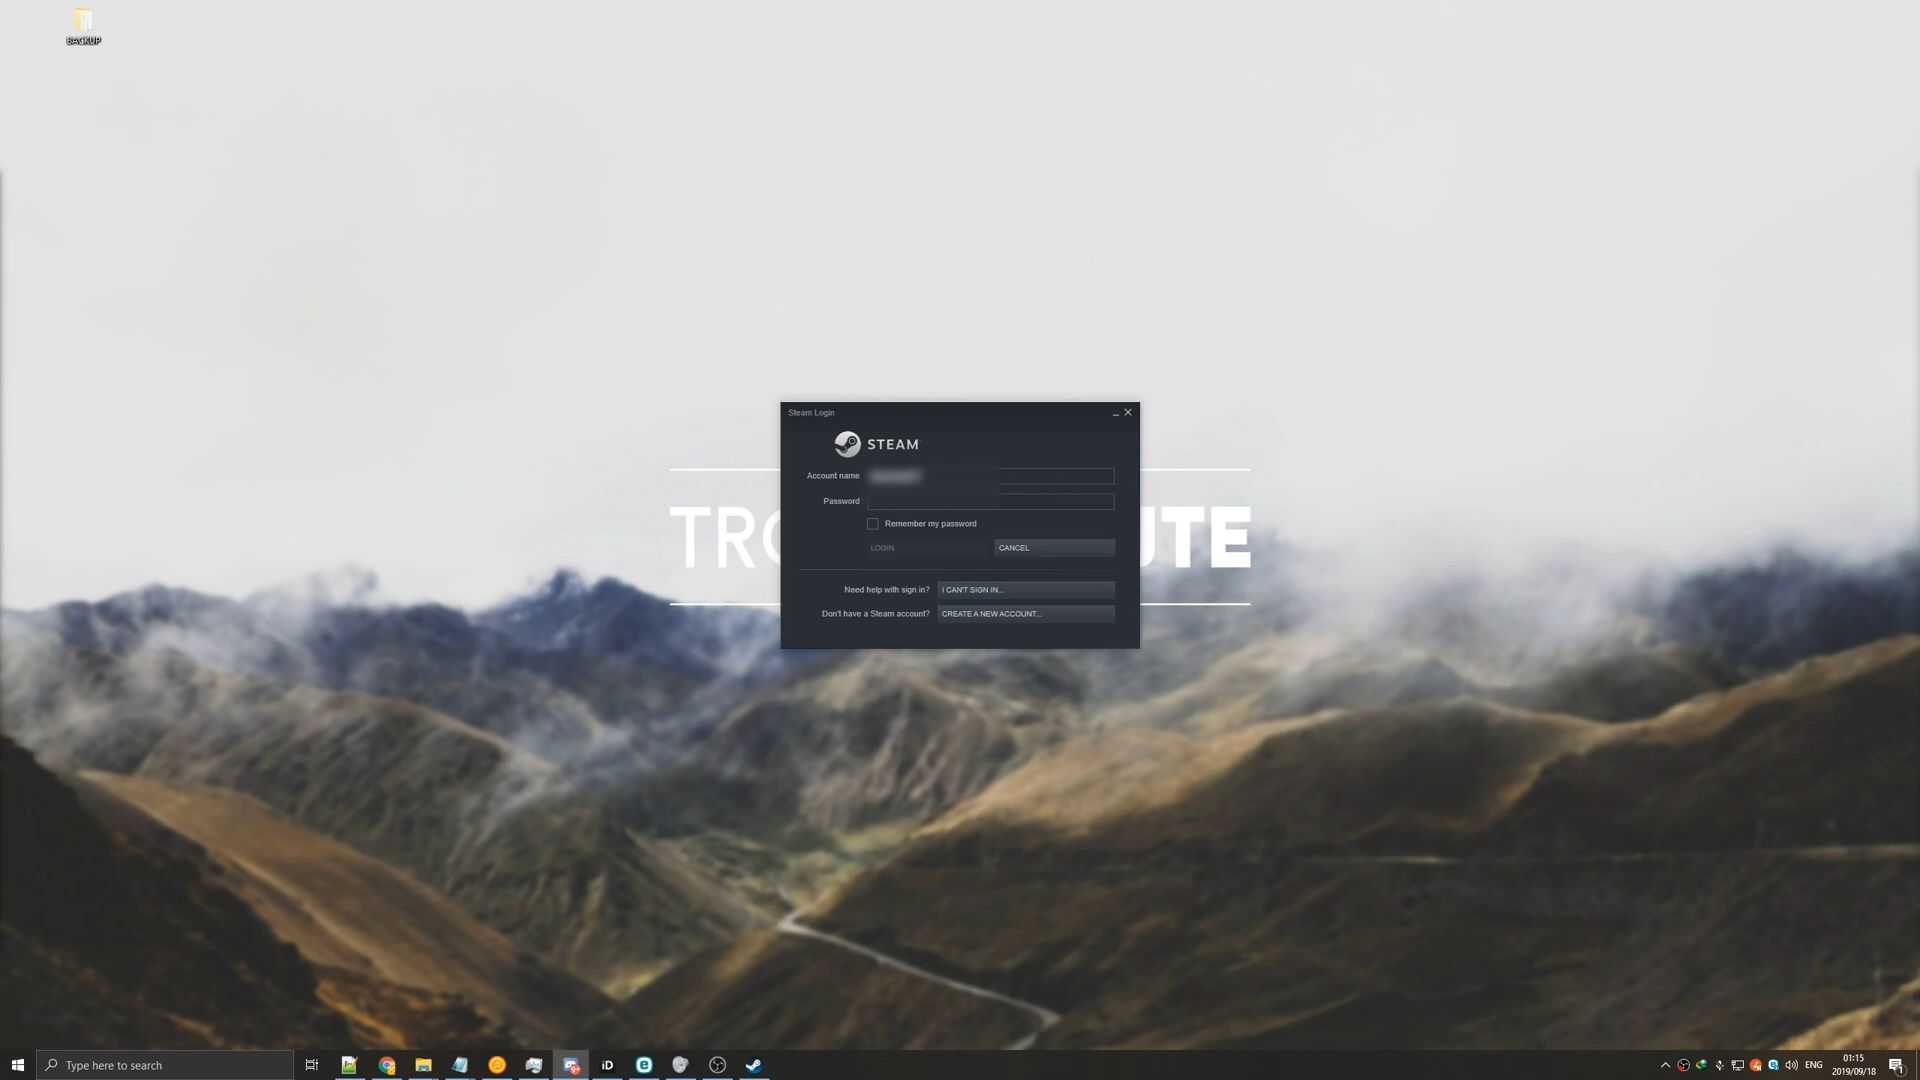 BACKUP
Steam Login
STEAM
Account name
Password
Remember my password
LOGIN
CANCEL
Need help with sign in?
I CAN'T SIGN IN...
Don't have a Steam account?
CREATE A NEW ACCOUNT...
TR
UTE
Type here to search
iD
ENG
01:15
2019/09/18
1